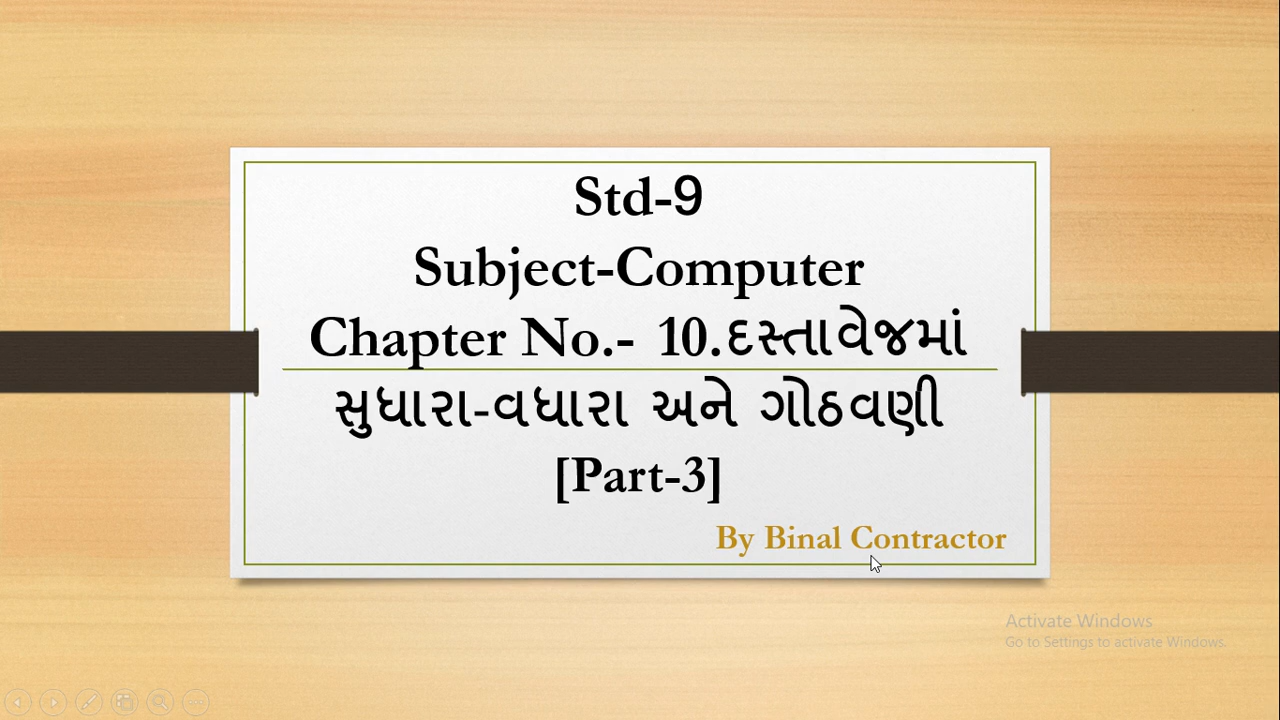 Std-9
Subject-Computer
Chapter No.- 10.દસ્તાવેજમાં
સુધારા-વધારા અને ગોઠવણી
[Part-3]
By Binal Contractor
Activate Windows
Go to Settings to activate Windows.